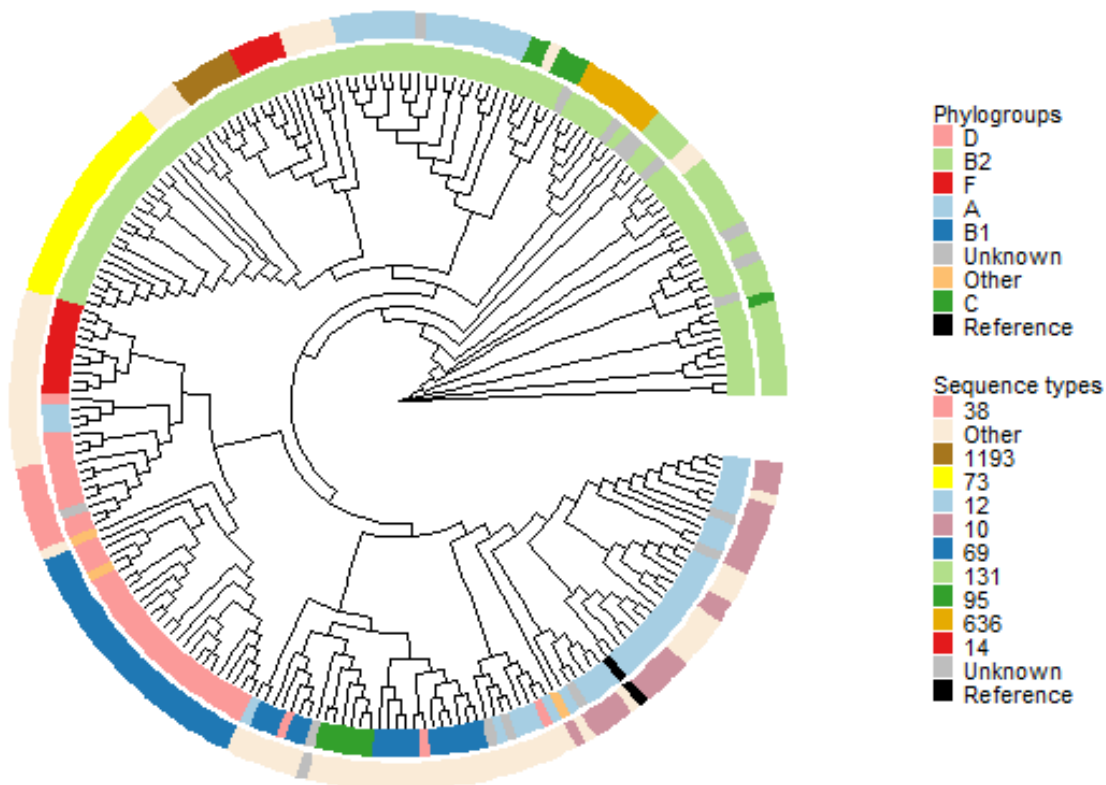 Phylogroups
D
B2
F
A
B1
Unknown
Other
C
Reference
Sequence types
38
Other
1193
73
12
10
69
131
95
636
14
Unknown
Reference